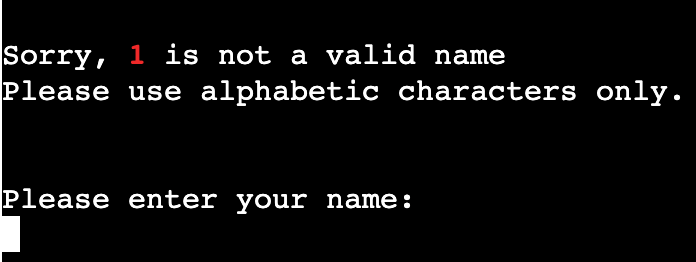 Sorry, 1 is not a valid name
Please use alphabetic characters only.
Please enter your name: